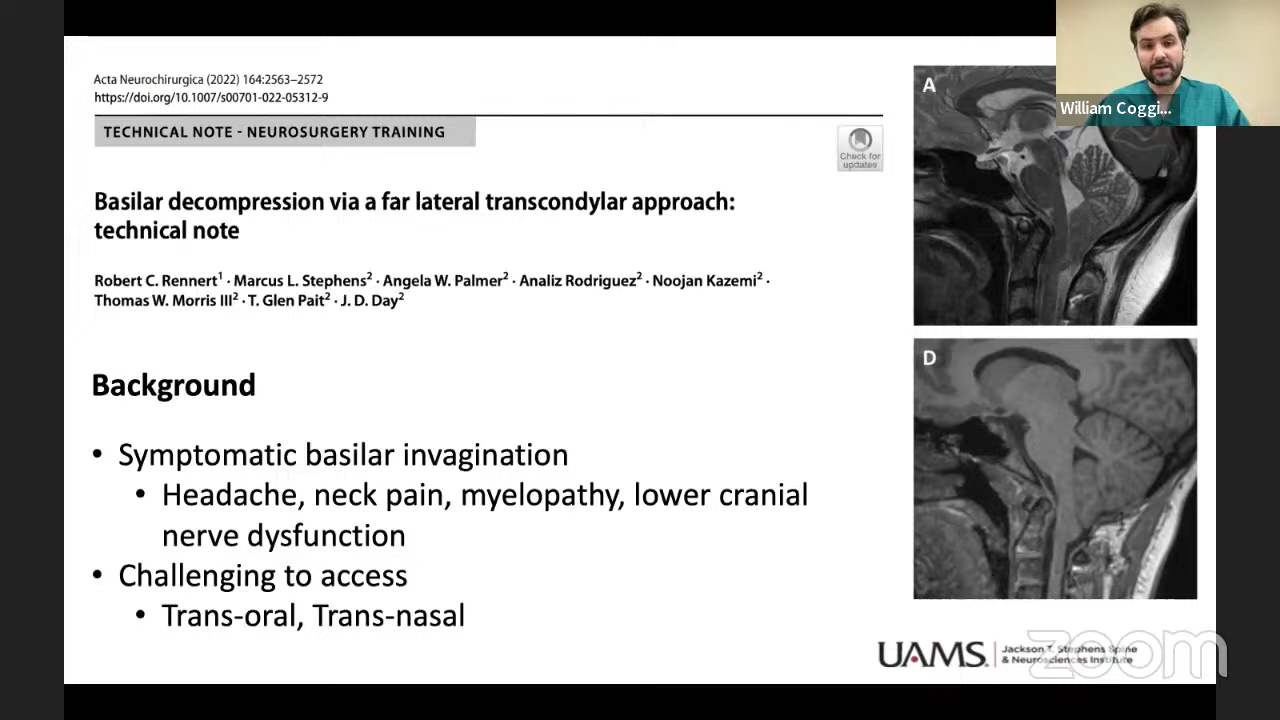 Acta Neurochirurgica (2022) 164:2563–2572
https://doi.org/10.1007/s00701-022-05312-9
TECHNICAL NOTE - NEUROSURGERY TRAINING
Check for
updates
Basilar decompression via a far lateral transcondylar approach:
technical note
Robert C. Rennert1 · Marcus L. Stephens2 · Angela W. Palmer2 · Analiz Rodriguez2 · Noojan Kazemi2 ·
Thomas W. Morris III2 · T. Glen Pait2 · J. D. Day2
Background
• Symptomatic basilar invagination
• Headache, neck pain, myelopathy, lower cranial
nerve dysfunction
• Challenging to access
• Trans-oral, Trans-nasal
A
D
William Coggi...
UAMS
Jackson T. Stephens Spine
& Neurosciences Institute
zoom